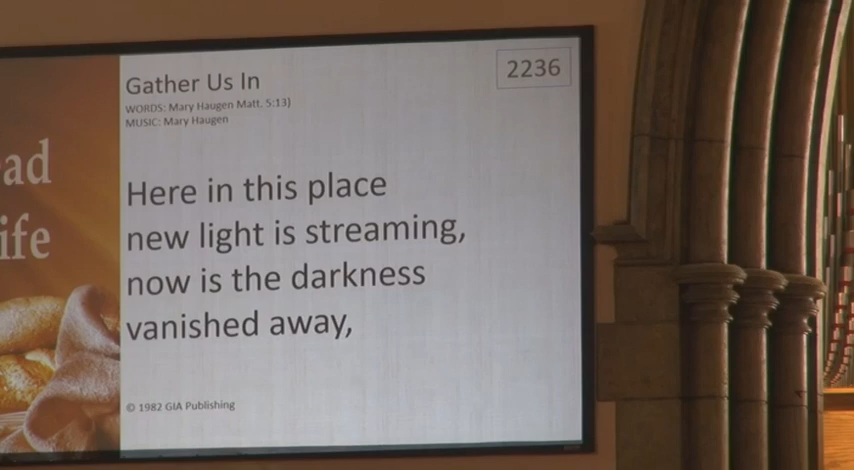 ad
ife
Gather Us In
2236
WORDS: Mary Haugen Matt. 5:13)
MUSIC: Mary Haugen
Here in this place
new light is streaming,
now is the darkness
vanished away,
© 1982 GIA Publishing